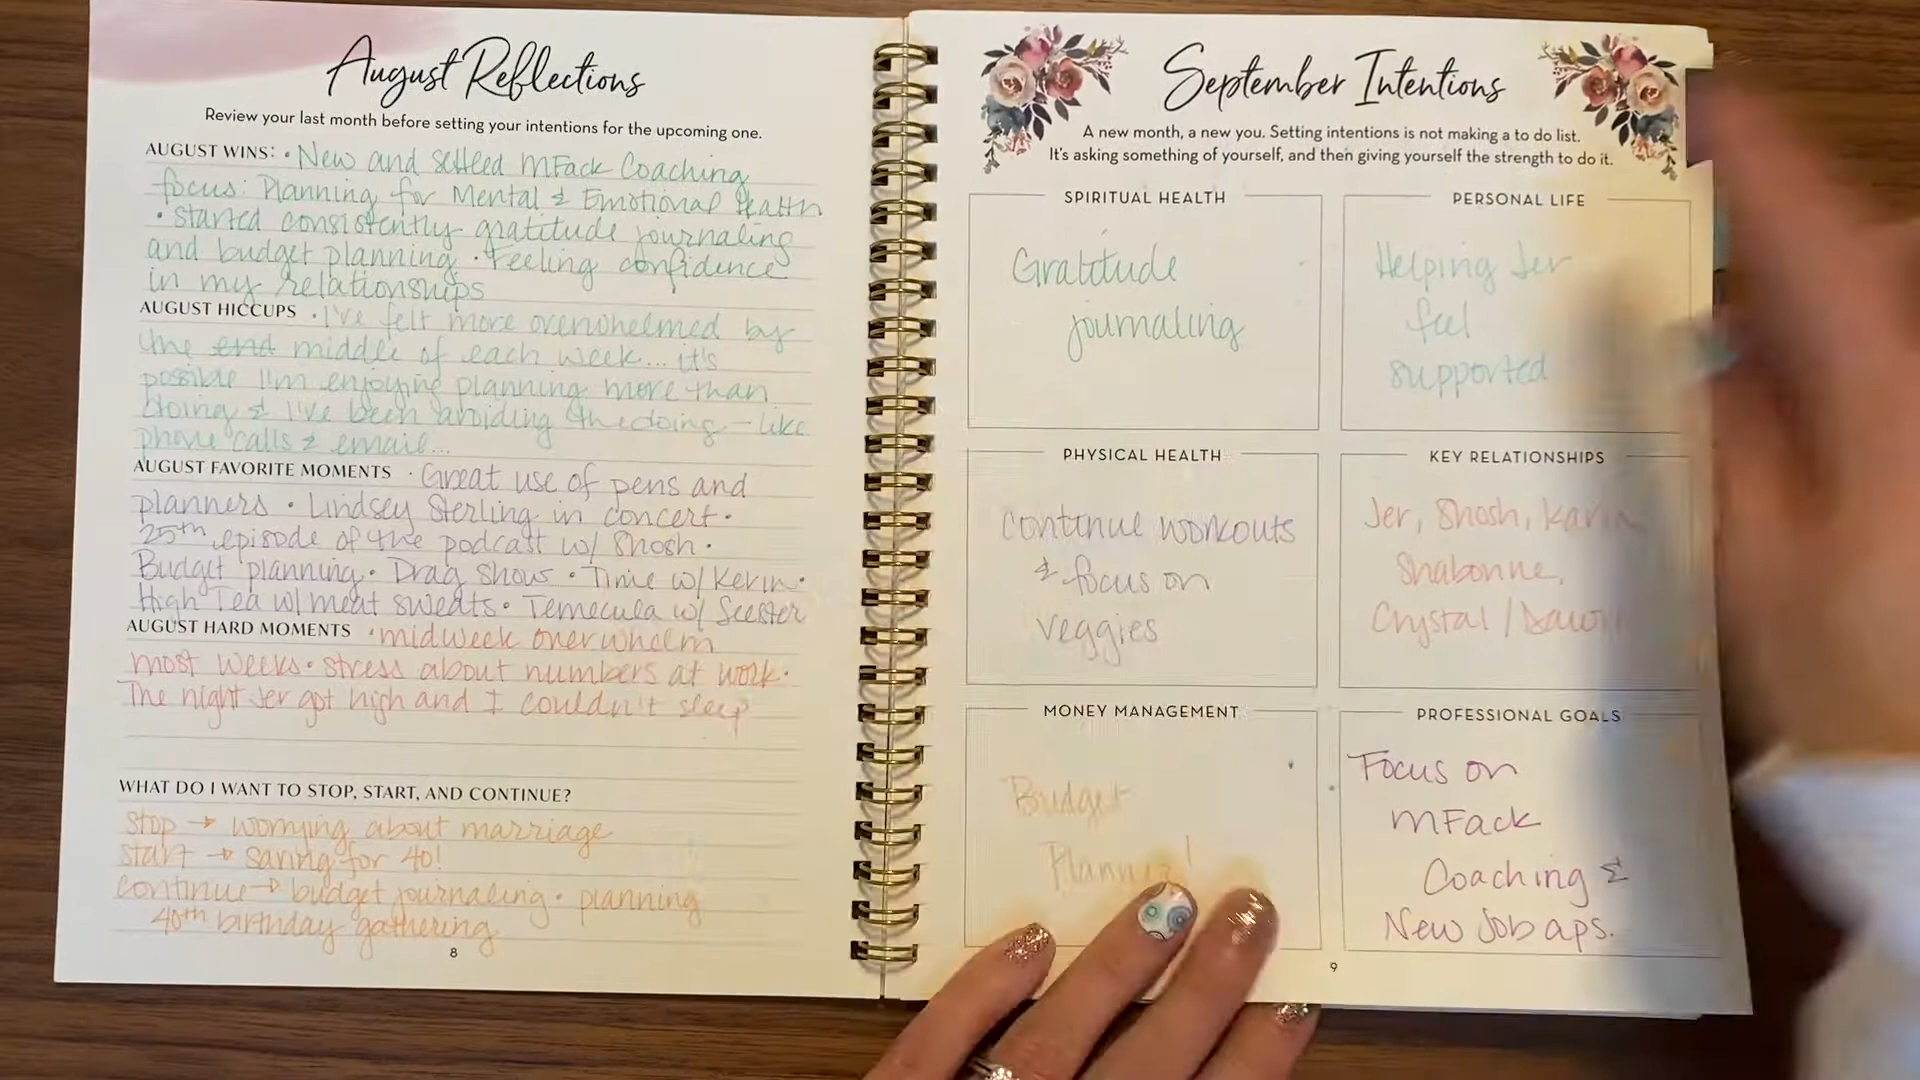 August Reflections
Review your last month before setting your intentions for the upcoming one.
AUGUST WINS: • New and settled MFack Coaching
focus: Planning for Mental & Emotional Health
• started consistently gratitude journaling
and budget planning • Feeling confidence
in my relationships
AUGUST HICCUPS • I've felt more overwhelmed by
the end middle of each week... it's
possible I'm enjoying planning more than
doing & I've been avoiding the doing - like
phone calls & email...
AUGUST FAVORITE MOMENTS • Great use of pens and
planners • Lindsey Sterling in concert •
25th episode of the podcast w/ Shosh •
Budget planning • Drag Shows • Time w/ Kevin •
High Tea w/ meat sweats • Temecula w/ Seester
AUGUST HARD MOMENTS • midweek overwhelm
most weeks • stress about numbers at work •
The night Jer got high and I couldn't sleep
WHAT DO I WANT TO STOP, START, AND CONTINUE?
Stop → worrying about marriage
start → saving for 40!
continue → budget journaling • planning
40th birthday gathering
8
September Intentions
A new month, a new you. Setting intentions is not making a to do list.
It's asking something of yourself, and then giving yourself the strength to do it.
SPIRITUAL HEALTH
Gratitude
journaling
PERSONAL LIFE
Helping Jer
feel
supported
PHYSICAL HEALTH
continue workouts
& focus on
veggies
KEY RELATIONSHIPS
Jer, Shosh,
Shabonne,
Crystal /
MONEY MANAGEMENT
Budget
Planner!
PROFESSIONAL GOALS
Focus on
MFack
Coaching &
New Job aps.
9